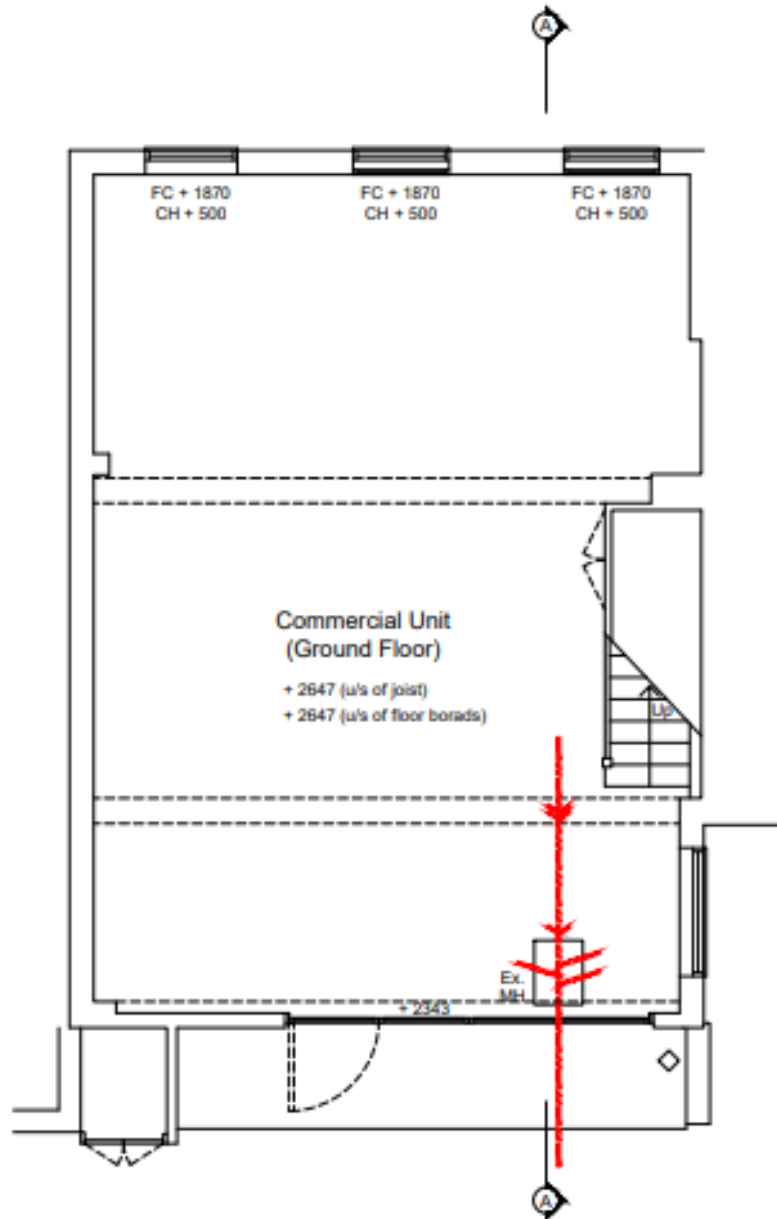 A
FC + 1870
CH + 500
FC + 1870
CH + 500
FC + 1870
CH + 500
Commercial Unit
(Ground Floor)
+ 2647 (u/s of joist)
+ 2647 (u/s of floor borads)
Up
Ex.
MH
+ 2343
A